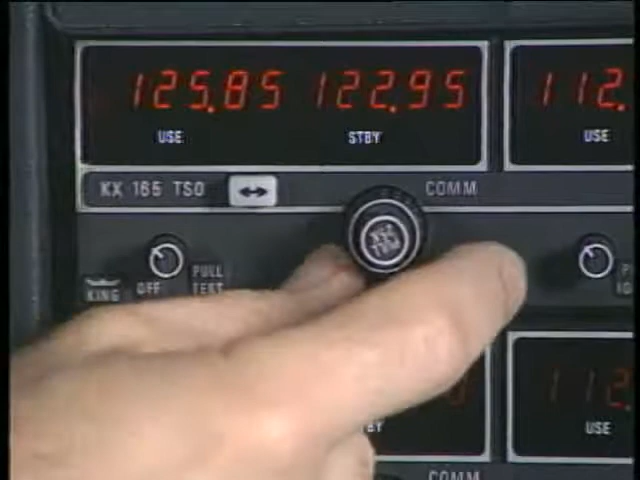 125.85 122.95 112.
USE STBY USE
KX 165 TSO ↔ COMM
PULL
OFF TEST
KING
112.
USE
COMM